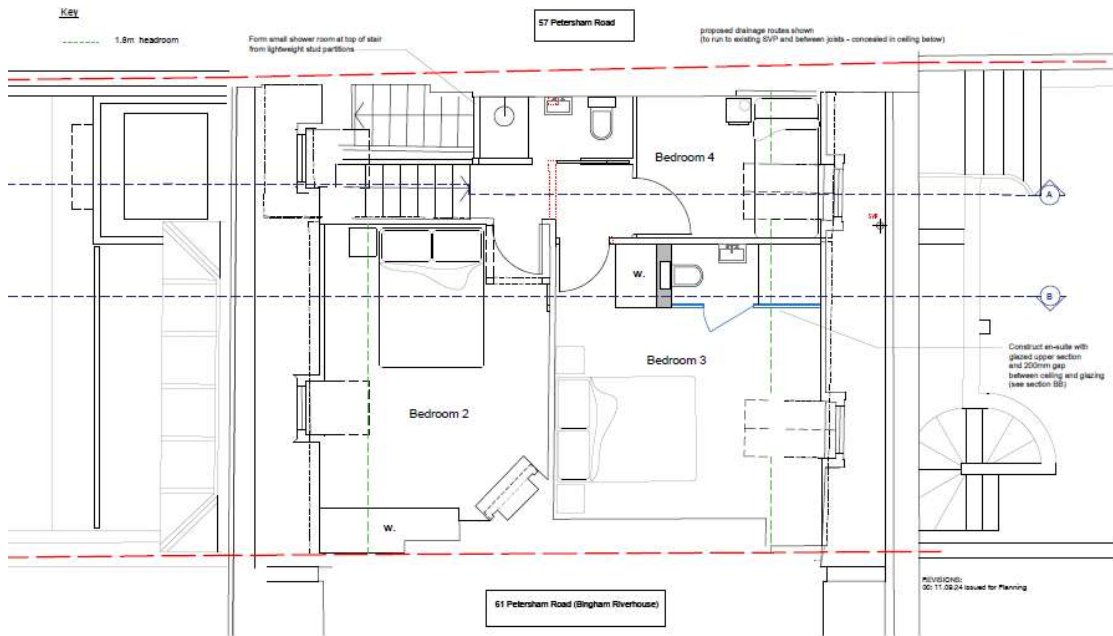 Key
1.8m headroom
57 Petersham Road
Form small shower room at top of stair
from lightweight stud partitions
proposed drainage routes shown
(to run to existing SVP and between joists - concealed in ceiling below)
Bedroom 4
A
SVP
W.
B
Bedroom 3
Construct en-suite with
glazed upper section
and 200mm gap
between ceiling and glazing
(see section BB)
Bedroom 2
W.
61 Petersham Road (Bingham Riverhouse)
REVISIONS:
00: 11.09.24 Issued for Planning